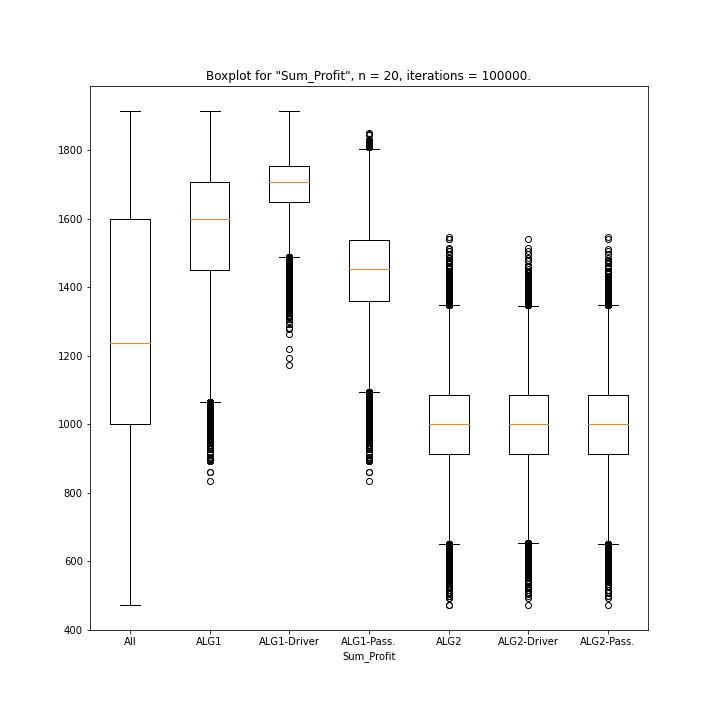 Boxplot for "Sum_Profit", n = 20, iterations = 100000.
1800
1600
1400
1200
1000
800
600
400
All ALG1 ALG1-Driver ALG1-Pass. ALG2 ALG2-Driver ALG2-Pass.
Sum_Profit